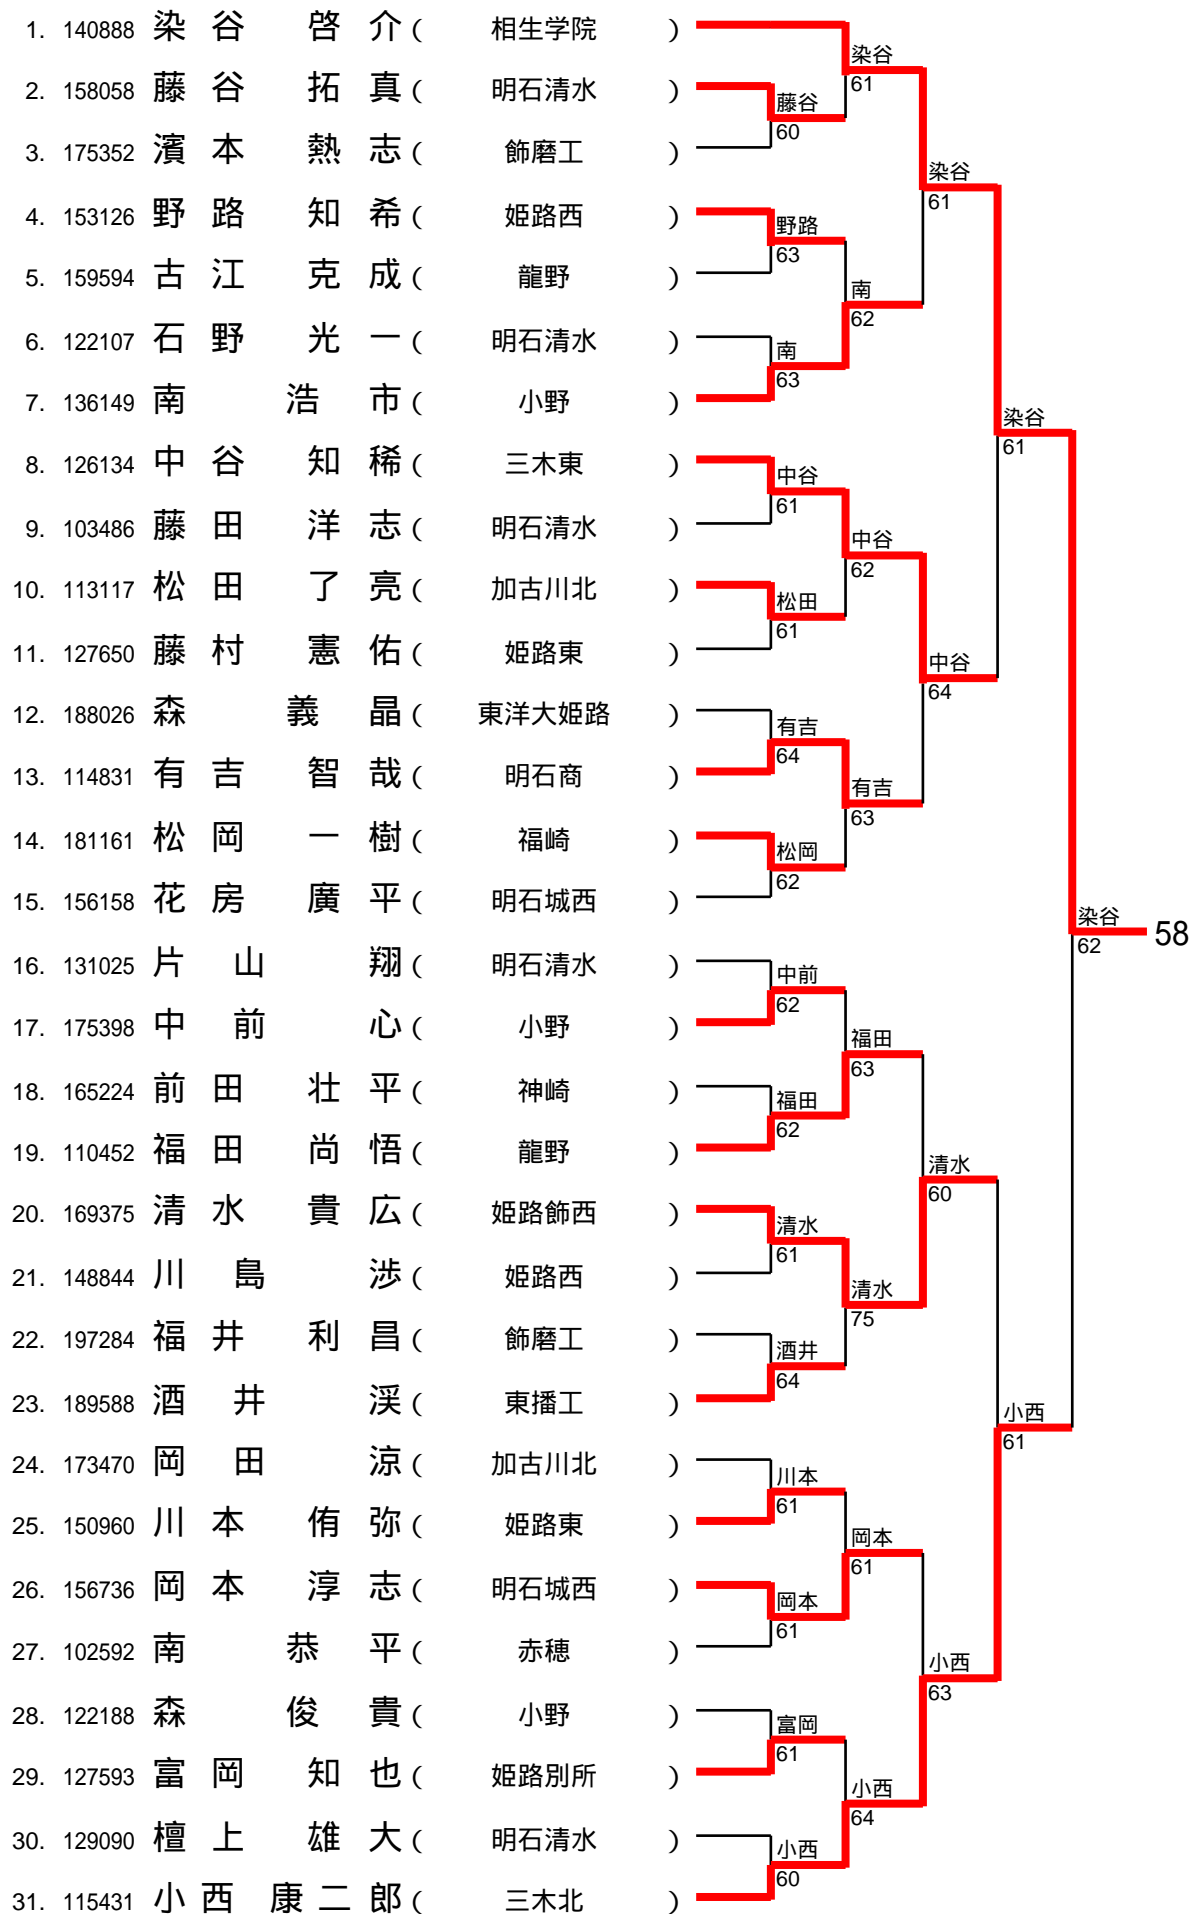 1. 140888 染谷 啓介 ( 相生学院 )
染谷
61
2. 158058 藤谷 拓真 ( 明石清水 )
藤谷
60
3. 175352 濱本 熱志 ( 飾磨工 )
染谷
61
4. 153126 野路 知希 ( 姫路西 )
野路
63
5. 159594 古江 克成 ( 龍野 )
南
62
6. 122107 石野 光一 ( 明石清水 )
南
63
7. 136149 南 浩市 ( 小野 )
染谷
61
8. 126134 中谷 知稀 ( 三木東 )
中谷
61
9. 103486 藤田 洋志 ( 明石清水 )
中谷
62
10. 113117 松田 了亮 ( 加古川北 )
松田
61
11. 127650 藤村 憲佑 ( 姫路東 )
中谷
64
12. 188026 森 義晶 ( 東洋大姫路 )
有吉
64
13. 114831 有吉 智哉 ( 明石商 )
有吉
63
14. 181161 松岡 一樹 ( 福崎 )
松岡
62
15. 156158 花房 廣平 ( 明石城西 )
染谷
62
58
16. 131025 片山 翔 ( 明石清水 )
中前
62
17. 175398 中前 心 ( 小野 )
福田
63
18. 165224 前田 壮平 ( 神崎 )
福田
62
19. 110452 福田 尚悟 ( 龍野 )
清水
60
20. 169375 清水 貴広 ( 姫路飾西 )
清水
61
21. 148844 川島 渉 ( 姫路西 )
清水
75
22. 197284 福井 利昌 ( 飾磨工 )
酒井
64
23. 189588 酒井 渓 ( 東播工 )
小西
61
24. 173470 岡田 涼 ( 加古川北 )
川本
61
25. 150960 川本 侑弥 ( 姫路東 )
岡本
61
26. 156736 岡本 淳志 ( 明石城西 )
岡本
61
27. 102592 南 恭平 ( 赤穂 )
小西
63
28. 122188 森 俊貴 ( 小野 )
富岡
61
29. 127593 富岡 知也 ( 姫路別所 )
小西
64
30. 129090 檀上 雄大 ( 明石清水 )
小西
60
31. 115431 小西 康二郎 ( 三木北 )